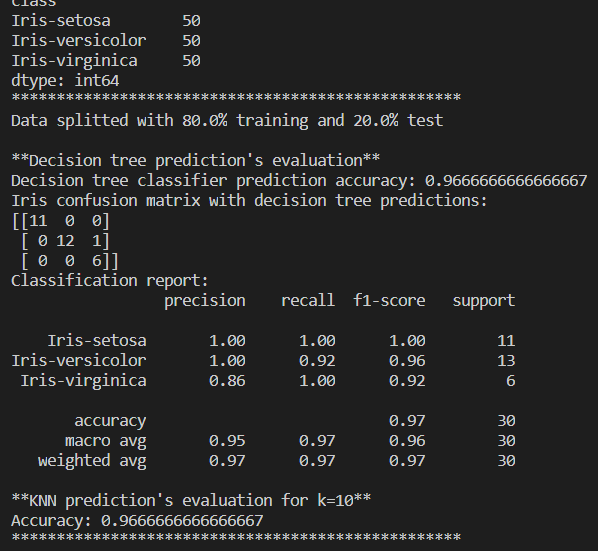 class
Iris-setosa        50
Iris-versicolor    50
Iris-virginica     50
dtype: int64
**************************************************
Data splitted with 80.0% training and 20.0% test

**Decision tree prediction's evaluation**
Decision tree classifier prediction accuracy: 0.9666666666666667
Iris confusion matrix with decision tree predictions:
[[11  0  0]
 [ 0 12  1]
 [ 0  0  6]]
Classification report:
                 precision    recall  f1-score   support

    Iris-setosa       1.00      1.00      1.00        11
Iris-versicolor       1.00      0.92      0.96        13
 Iris-virginica       0.86      1.00      0.92         6

       accuracy                           0.97        30
      macro avg       0.95      0.97      0.96        30
   weighted avg       0.97      0.97      0.97        30

**KNN prediction's evaluation for k=10**
Accuracy: 0.9666666666666667
**************************************************